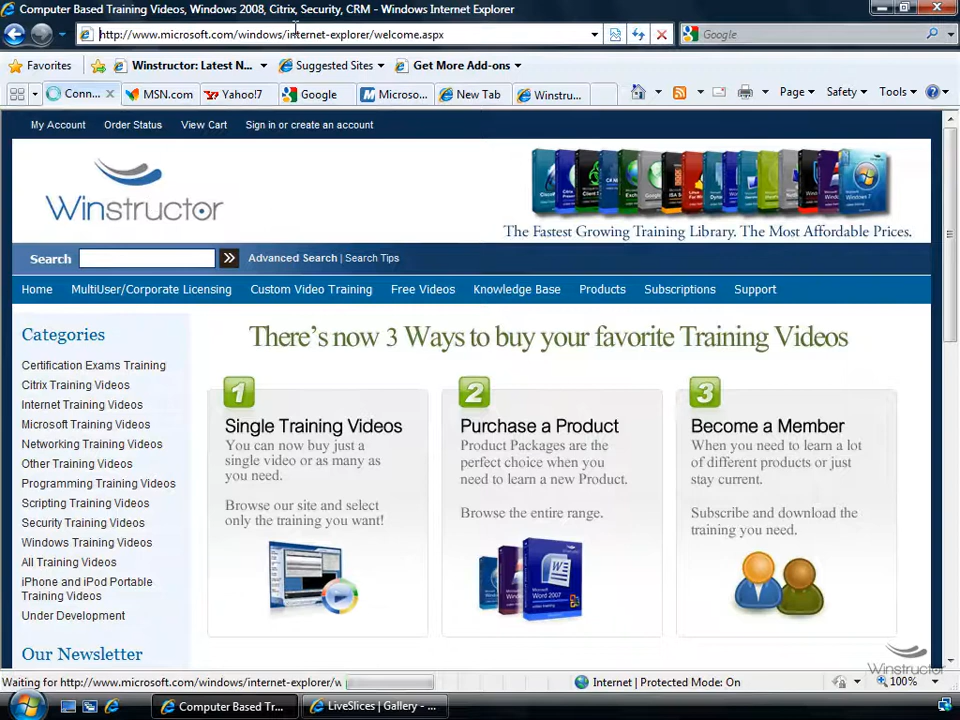 Computer Based Training Videos, Windows 2008, Citrix, Security, CRM - Windows Internet Explorer
http://www.microsoft.com/windows/internet-explorer/welcome.aspx
Google
Favorites
Winstructor: Latest N...
Suggested Sites
Get More Add-ons
Conn...
MSN.com
Yahoo!7
Google
Microso...
New Tab
Winstru...
Page
Safety
Tools
My Account
Order Status
View Cart
Sign in or create an account
Winstructor
The Fastest Growing Training Library. The Most Affordable Prices.
Search
Advanced Search | Search Tips
Home
MultiUser/Corporate Licensing
Custom Video Training
Free Videos
Knowledge Base
Products
Subscriptions
Support
Categories
Certification Exams Training
Citrix Training Videos
Internet Training Videos
Microsoft Training Videos
Networking Training Videos
Other Training Videos
Programming Training Videos
Scripting Training Videos
Security Training Videos
Windows Training Videos
All Training Videos
iPhone and iPod Portable
Training Videos
Under Development
Our Newsletter
There's now 3 Ways to buy your favorite Training Videos
1
Single Training Videos
You can now buy just a
single video or as many as
you need.
Browse our site and select
only the training you want!
2
Purchase a Product
Product Packages are the
perfect choice when you
need to learn a new Product.
Browse the entire range.
Word 2007
3
Become a Member
When you need to learn a lot
of different products or just
stay current.
Subscribe and download the
training you need.
Winstructor
Waiting for http://www.microsoft.com/windows/internet-explorer/w
Internet | Protected Mode: On
100%
Computer Based Tr...
LiveSlices | Gallery - ...